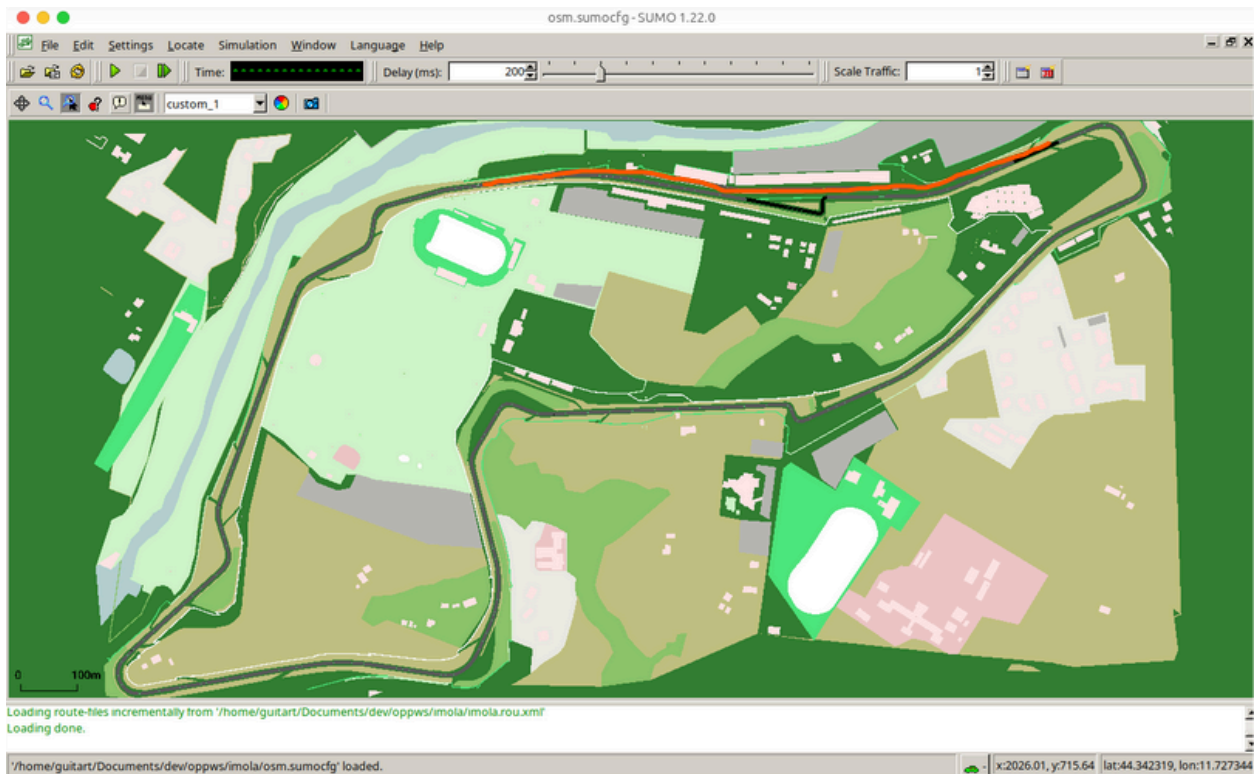 osm.sumocfg - SUMO 1.22.0
File Edit Settings Locate Simulation Window Language Help
Time: Delay (ms): 200 Scale Traffic: 1
custom_1
0 100m
Loading route-files incrementally from '/home/guitart/Documents/dev/oppws/imola/imola.rou.xml'
Loading done.
'/home/guitart/Documents/dev/oppws/imola/osm.sumocfg' loaded. x:2026.01, y:715.64 lat:44.342319, lon:11.727344